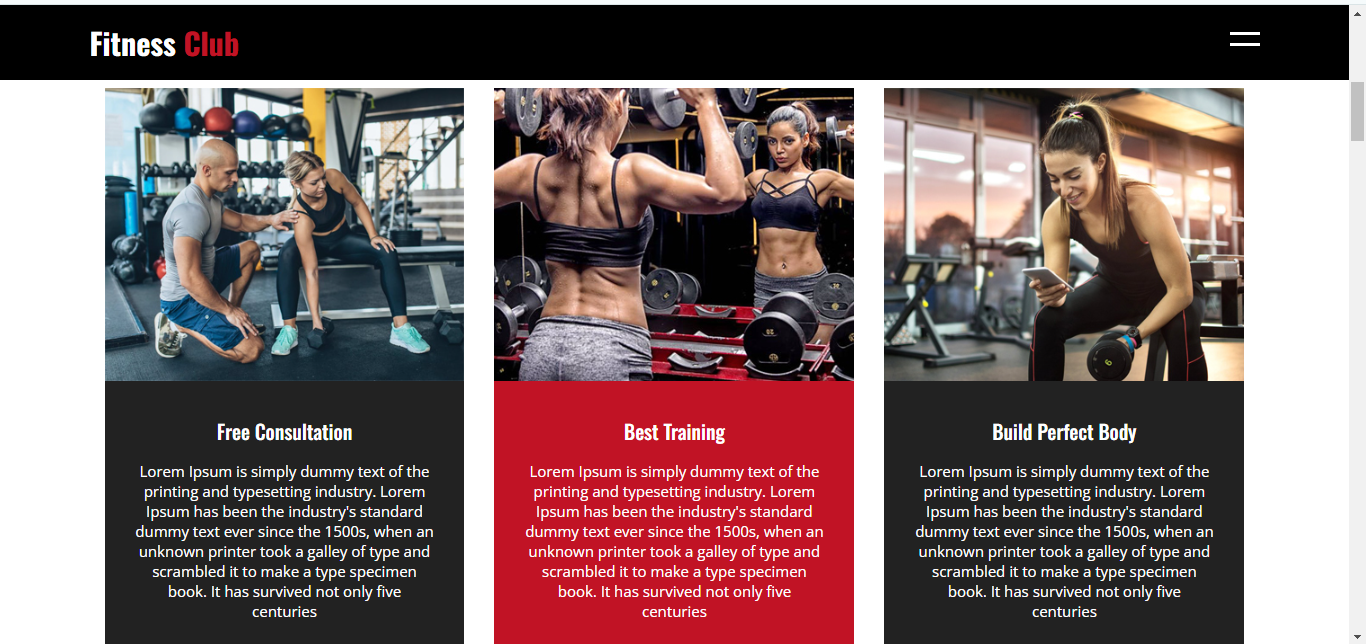 Fitness Club
Free Consultation
Lorem Ipsum is simply dummy text of the
printing and typesetting industry. Lorem
Ipsum has been the industry's standard
dummy text ever since the 1500s, when an
unknown printer took a galley of type and
scrambled it to make a type specimen
book. It has survived not only five
centuries
Best Training
Lorem Ipsum is simply dummy text of the
printing and typesetting industry. Lorem
Ipsum has been the industry's standard
dummy text ever since the 1500s, when an
unknown printer took a galley of type and
scrambled it to make a type specimen
book. It has survived not only five
centuries
Build Perfect Body
Lorem Ipsum is simply dummy text of the
printing and typesetting industry. Lorem
Ipsum has been the industry's standard
dummy text ever since the 1500s, when an
unknown printer took a galley of type and
scrambled it to make a type specimen
book. It has survived not only five
centuries